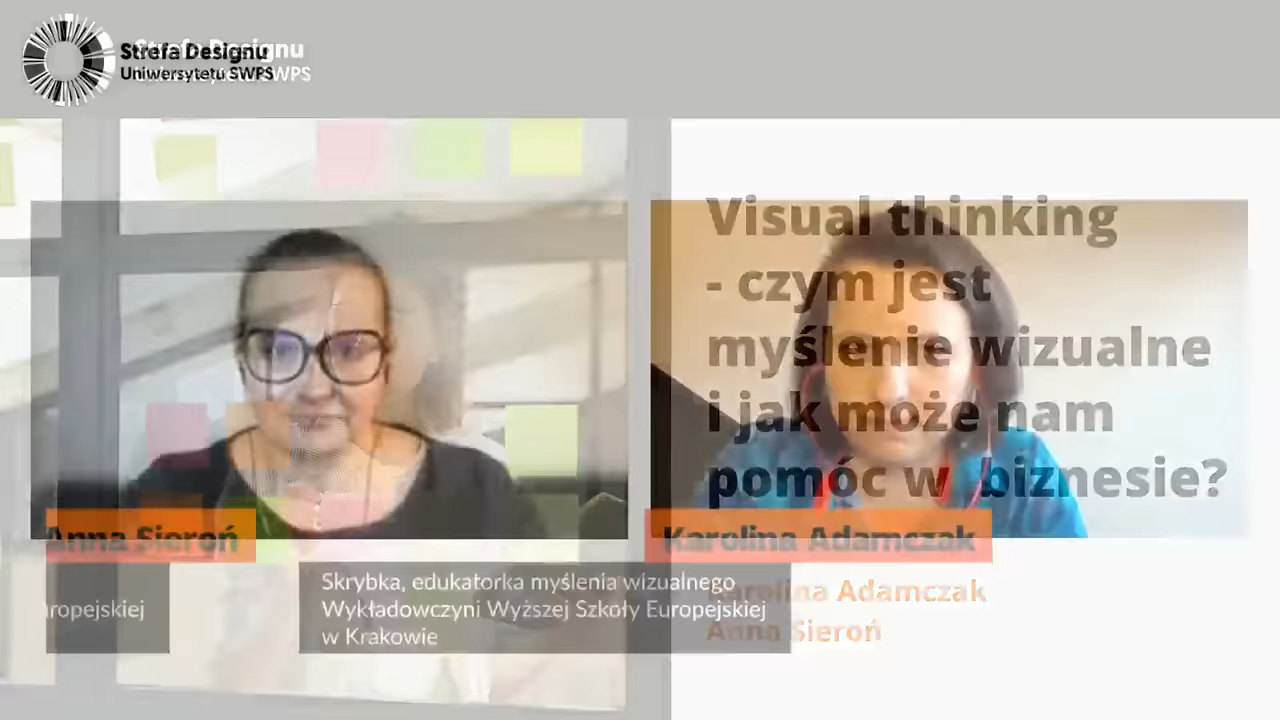 Strefa Designu
Uniwersytetu SWPS
Visual thinking
- czym jest
myślenie wizualne
i jak może nam
pomóc w biznesie?
Anna Sieroń
Karolina Adamczak
ropejskiej
Skrybka, edukatorka myślenia wizualnego
Wykładowczyni Wyższej Szkoły Europejskiej
w Krakowie
Karolina Adamczak
Anna Sieroń